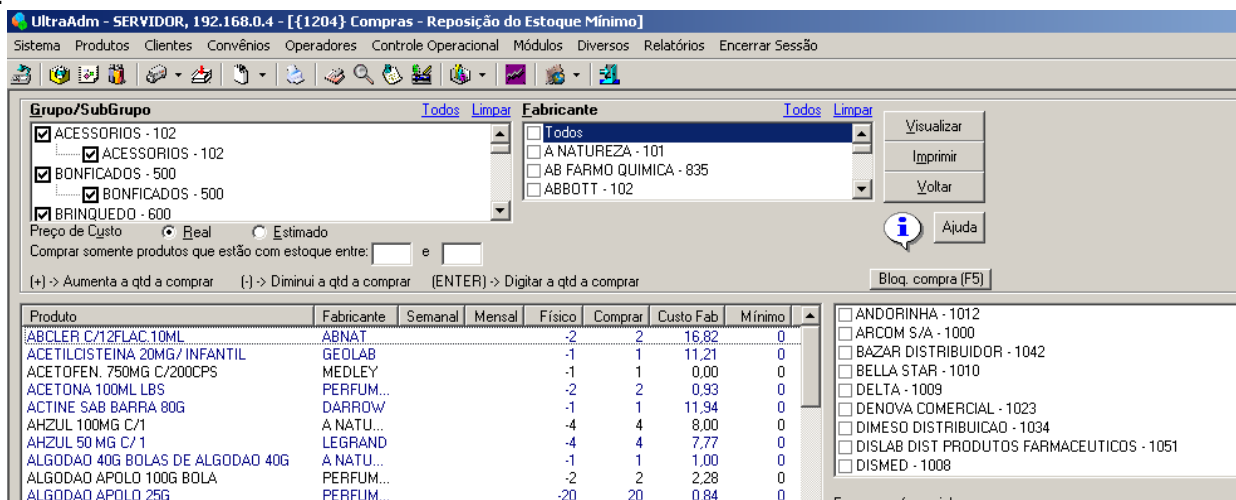 UltraAdm - SERVIDOR, 192.168.0.4 - [{1204} Compras - Reposição do Estoque Mínimo]
Sistema Produtos Clientes Convênios Operadores Controle Operacional Módulos Diversos Relatórios Encerrar Sessão
Grupo/SubGrupo Todos Limpar
ACESSORIOS - 102
ACESSORIOS - 102
BONFICADOS - 500
BONFICADOS - 500
BRINQUEDO - 600
Fabricante Todos Limpar
Todos
A NATUREZA - 101
AB FARMO QUIMICA - 835
ABBOTT - 102
Visualizar
Imprimir
Voltar
Ajuda
Preço de Custo Real Estimado
Comprar somente produtos que estão com estoque entre: e
(+) -> Aumenta a qtd a comprar (-) -> Diminui a qtd a comprar (ENTER) -> Digitar a qtd a comprar
Bloq. compra (F5)
Produto Fabricante Semanal Mensal Físico Comprar Custo Fab Mínimo
ABCLER C/12FLAC.10ML ABNAT -2 2 16,82 0
ACETILCISTEINA 20MG/ INFANTIL GEOLAB -1 1 11,21 0
ACETOFEN. 750MG C/200CPS MEDLEY -1 1 0,00 0
ACETONA 100ML LBS PERFUM... -2 2 0,93 0
ACTINE SAB BARRA 80G DARROW -1 1 11,94 0
AHZUL 100MG C/1 A NATU... -4 4 8,00 0
AHZUL 50 MG C/ 1 LEGRAND -4 4 7,77 0
ALGODAO 40G BOLAS DE ALGODAO 40G A NATU... -1 1 1,00 0
ALGODAO APOLO 100G BOLA PERFUM... -2 2 2,28 0
ALGODAO APOLO 25G PERFUM... -20 20 0,84 0
ANDORINHA - 1012
ARCOM S/A - 1000
BAZAR DISTRIBUIDOR - 1042
BELLA STAR - 1010
DELTA - 1009
DENOVA COMERCIAL - 1023
DIMESO DISTRIBUICAO - 1034
DISLAB DIST PRODUTOS FARMACEUTICOS - 1051
DISMED - 1008